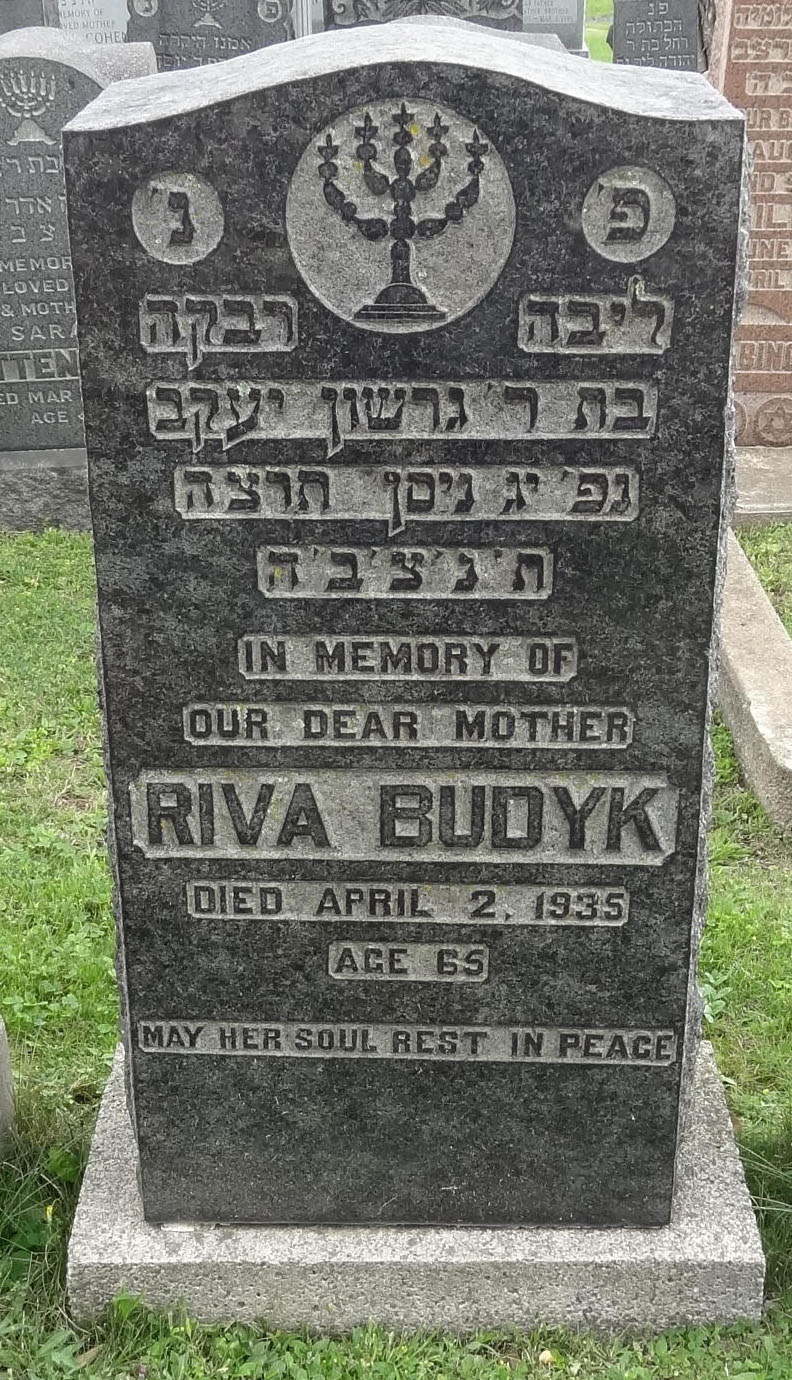 פ' נ'
ליבה רבקה
בת ר' גרשון יעקב
נפ' יג ניסן תרצה
ת'נ'צ'ב'ה
IN MEMORY OF
OUR DEAR MOTHER
RIVA BUDYK
DIED APRIL 2, 1935
AGE 65
MAY HER SOUL REST IN PEACE